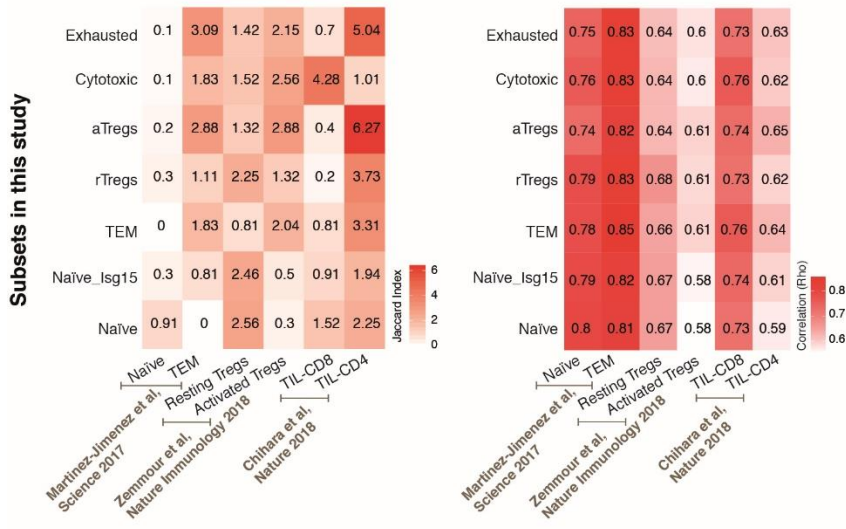 Subsets in this study
Exhausted 0.1 3.09 1.42 2.15 0.7 5.04
Cytotoxic 0.1 1.83 1.52 2.56 4.28 1.01
aTregs 0.2 2.88 1.32 2.88 0.4 6.27
rTregs 0.3 1.11 2.25 1.32 0.2 3.73
TEM 0 1.83 0.81 2.04 0.81 3.31
Naïve_Isg15 0.3 0.81 2.46 0.5 0.91 1.94
Naïve 0.91 0 2.56 0.3 1.52 2.25
Jaccard Index
6
4
2
0
Naïve
TEM
Resting Tregs
Activated Tregs
TIL-CD8
TIL-CD4
Martinez-Jimenez et al,
Science 2017
Zemmour et al,
Nature Immunology 2018
Chihara et al,
Nature 2018
Exhausted 0.75 0.83 0.64 0.6 0.73 0.63
Cytotoxic 0.76 0.83 0.64 0.6 0.76 0.62
aTregs 0.74 0.82 0.64 0.61 0.74 0.65
rTregs 0.79 0.83 0.68 0.61 0.73 0.62
TEM 0.78 0.85 0.66 0.61 0.76 0.64
Naïve_Isg15 0.79 0.82 0.67 0.58 0.74 0.61
Naïve 0.8 0.81 0.67 0.58 0.73 0.59
Correlation (Rho)
0.8
0.7
0.6
Naïve
TEM
Resting Tregs
Activated Tregs
TIL-CD8
TIL-CD4
Martinez-Jimenez et al,
Science 2017
Zemmour et al,
Nature Immunology 2018
Chihara et al,
Nature 2018